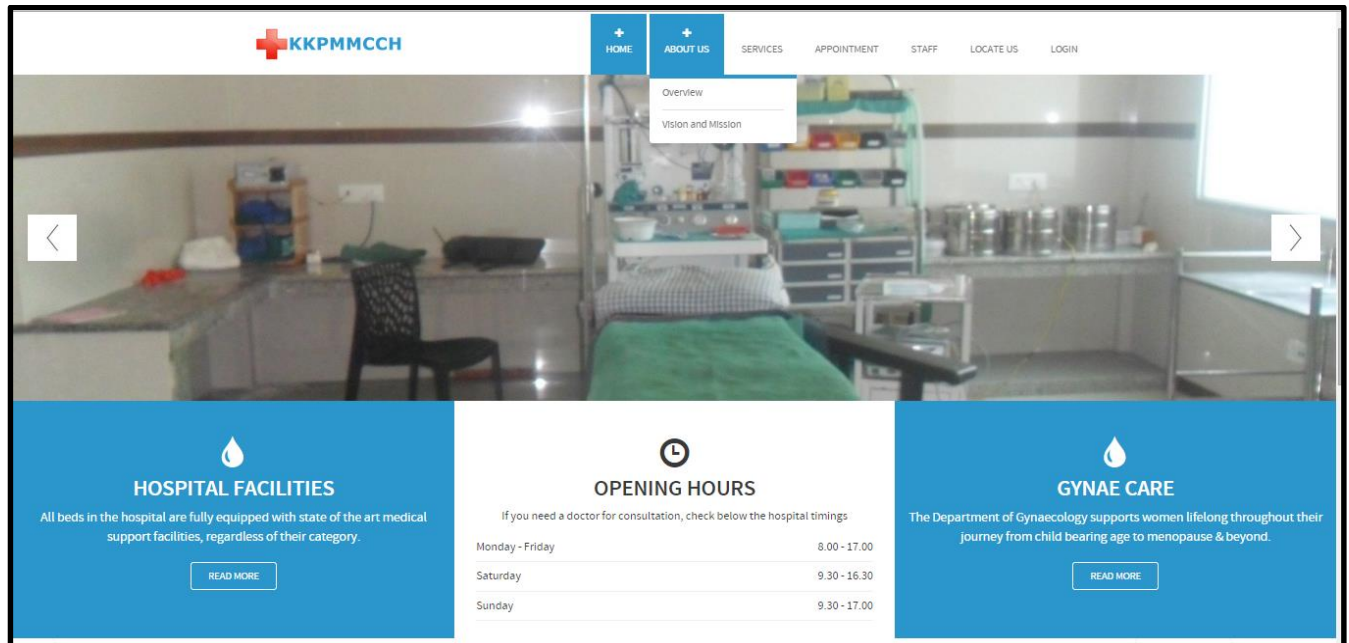 KKPMMCCH
HOME ABOUT US SERVICES APPOINTMENT STAFF LOCATE US LOGIN
Overview
Vision and Mission
HOSPITAL FACILITIES
All beds in the hospital are fully equipped with state of the art medical
support facilities, regardless of their category.
READ MORE
OPENING HOURS
If you need a doctor for consultation, check below the hospital timings
Monday - Friday 8.00 - 17.00
Saturday 9.30 - 16.30
Sunday 9.30 - 17.00
GYNAE CARE
The Department of Gynaecology supports women lifelong throughout their
journey from child bearing age to menopause & beyond.
READ MORE